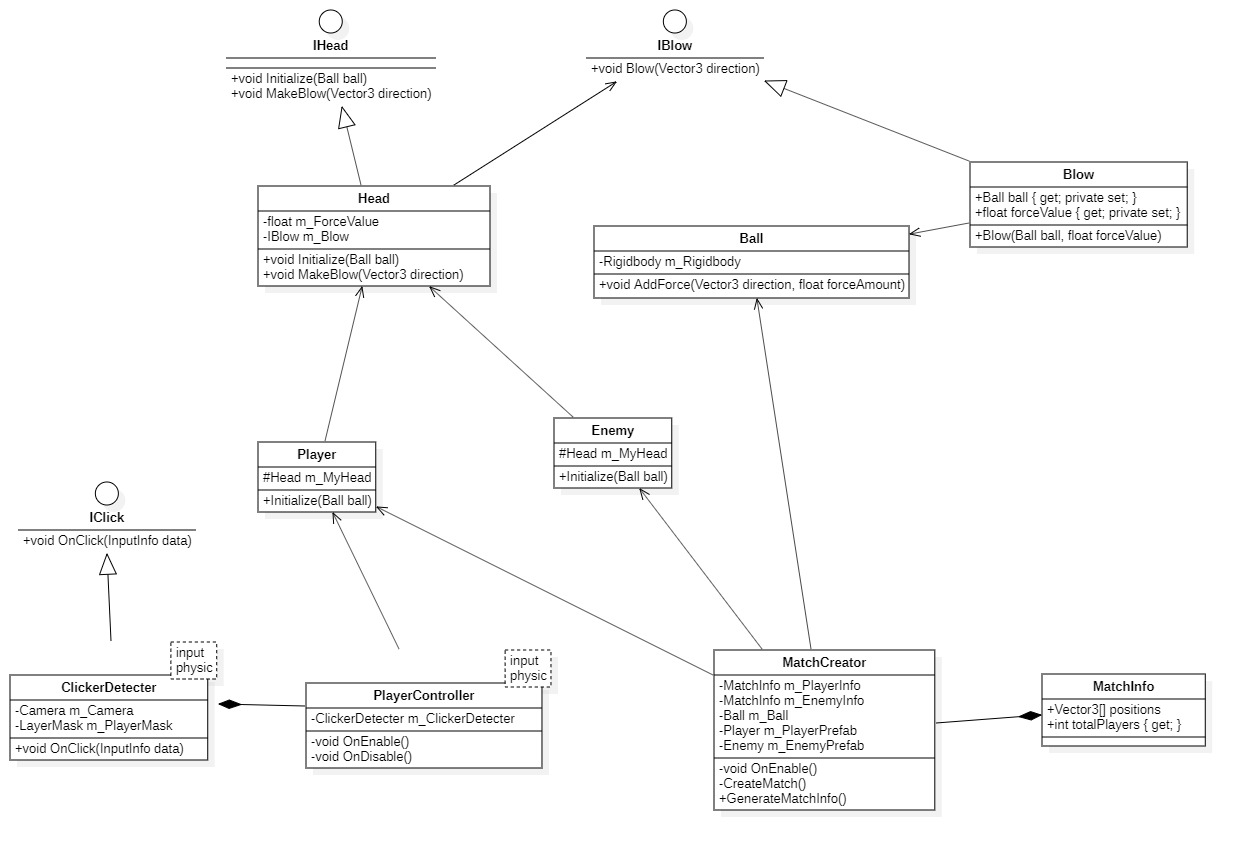 IHead
+void Initialize(Ball ball)
+void MakeBlow(Vector3 direction)
IBlow
+void Blow(Vector3 direction)
Head
-float m_ForceValue
-IBlow m_Blow
+void Initialize(Ball ball)
+void MakeBlow(Vector3 direction)
Blow
+Ball ball { get; private set; }
+float forceValue { get; private set; }
+Blow(Ball ball, float forceValue)
Ball
-Rigidbody m_Rigidbody
+void AddForce(Vector3 direction, float forceAmount)
Player
#Head m_MyHead
+Initialize(Ball ball)
Enemy
#Head m_MyHead
+Initialize(Ball ball)
IClick
+void OnClick(InputInfo data)
input
physic
ClickerDetecter
-Camera m_Camera
-LayerMask m_PlayerMask
+void OnClick(InputInfo data)
input
physic
PlayerController
-ClickerDetecter m_ClickerDetecter
-void OnEnable()
-void OnDisable()
MatchCreator
-MatchInfo m_PlayerInfo
-MatchInfo m_EnemyInfo
-Ball m_Ball
-Player m_PlayerPrefab
-Enemy m_EnemyPrefab
-void OnEnable()
-CreateMatch()
+GenerateMatchInfo()
MatchInfo
+Vector3[] positions
+int totalPlayers { get; }